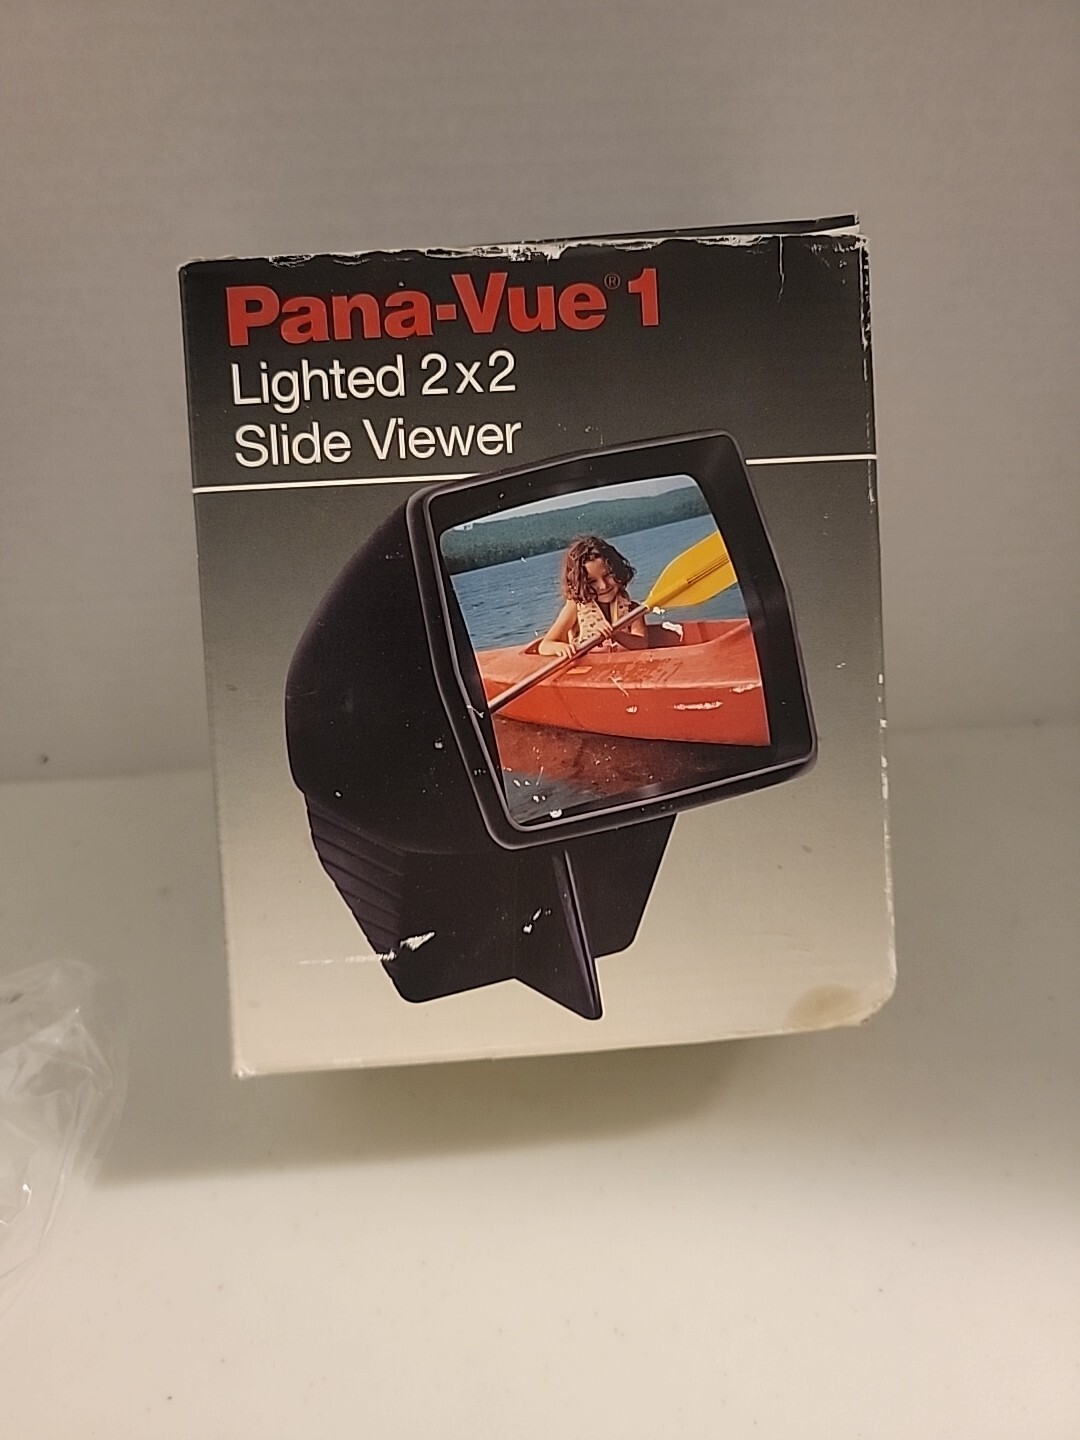 Pana-Vue® 1
Lighted 2x2
Slide Viewer